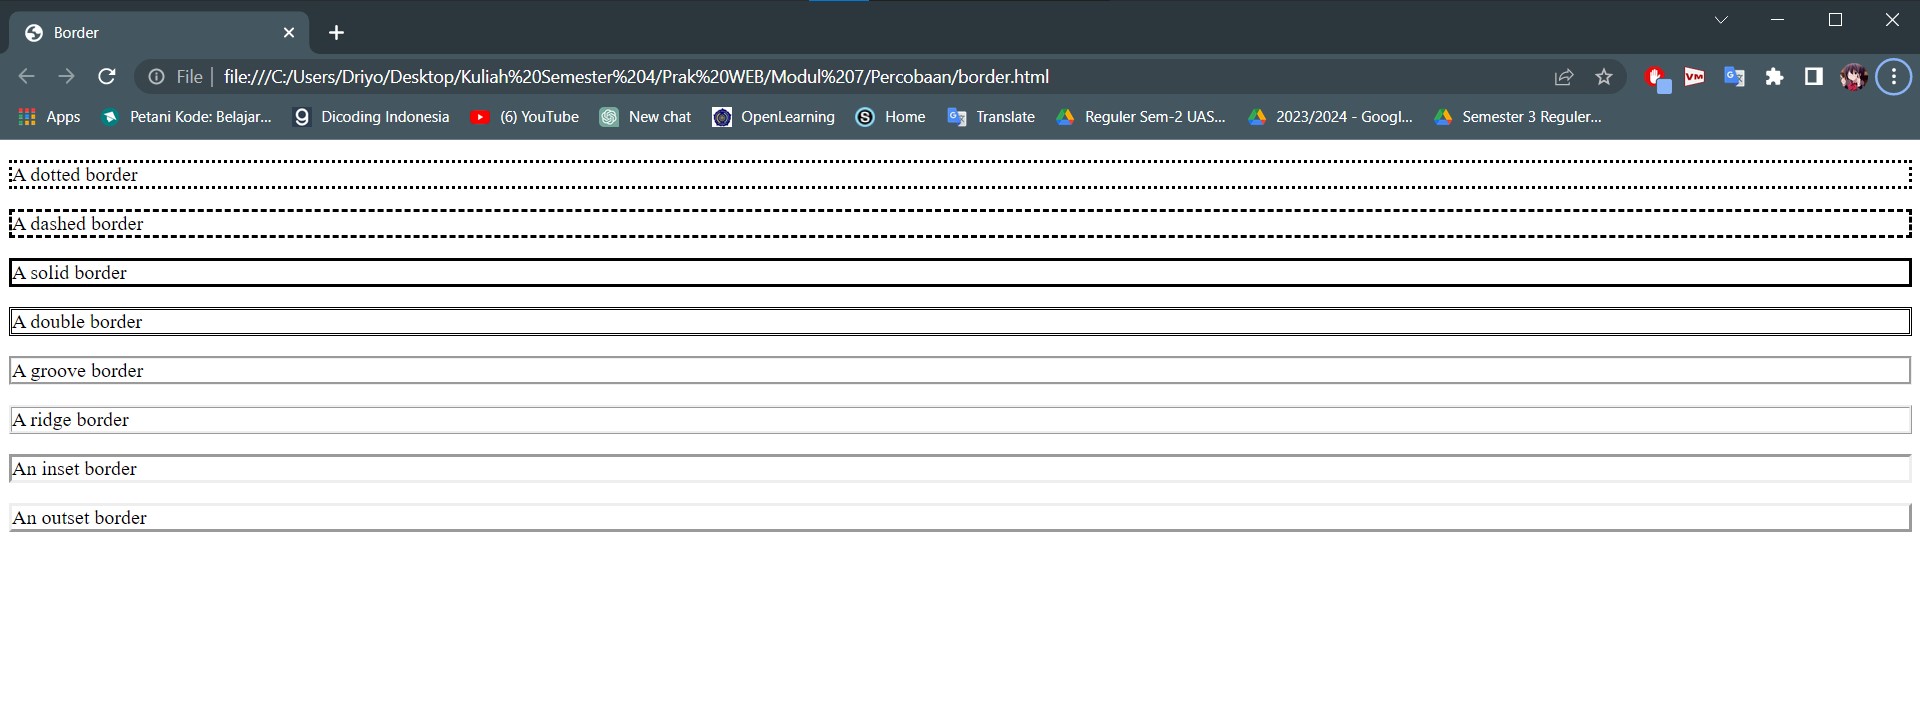 Border
File file:///C:/Users/Driyo/Desktop/Kuliah%20Semester%204/Prak%20WEB/Modul%207/Percobaan/border.html
VM
Apps Petani Kode: Belajar... Dicoding Indonesia (6) YouTube New chat OpenLearning Home Translate Reguler Sem-2 UAS... 2023/2024 - Googl... Semester 3 Reguler...
A dotted border
A dashed border
A solid border
A double border
A groove border
A ridge border
An inset border
An outset border